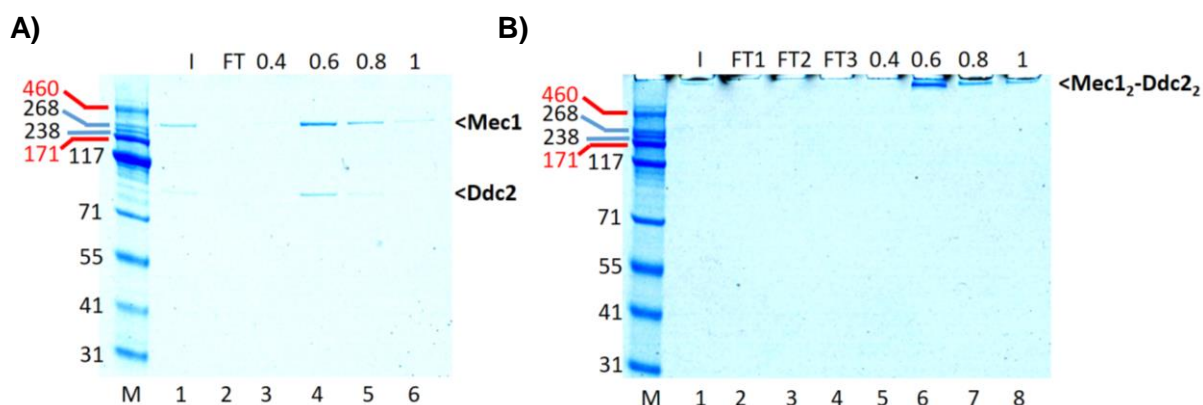 A)
I FT 0.4 0.6 0.8 1
460
268
238
171
117
71
55
41
31
<Mec1
<Ddc2
M 1 2 3 4 5 6
B)
I FT1 FT2 FT3 0.4 0.6 0.8 1
460
268
238
171
117
71
55
41
31
<Mec1₂-Ddc2₂
M 1 2 3 4 5 6 7 8